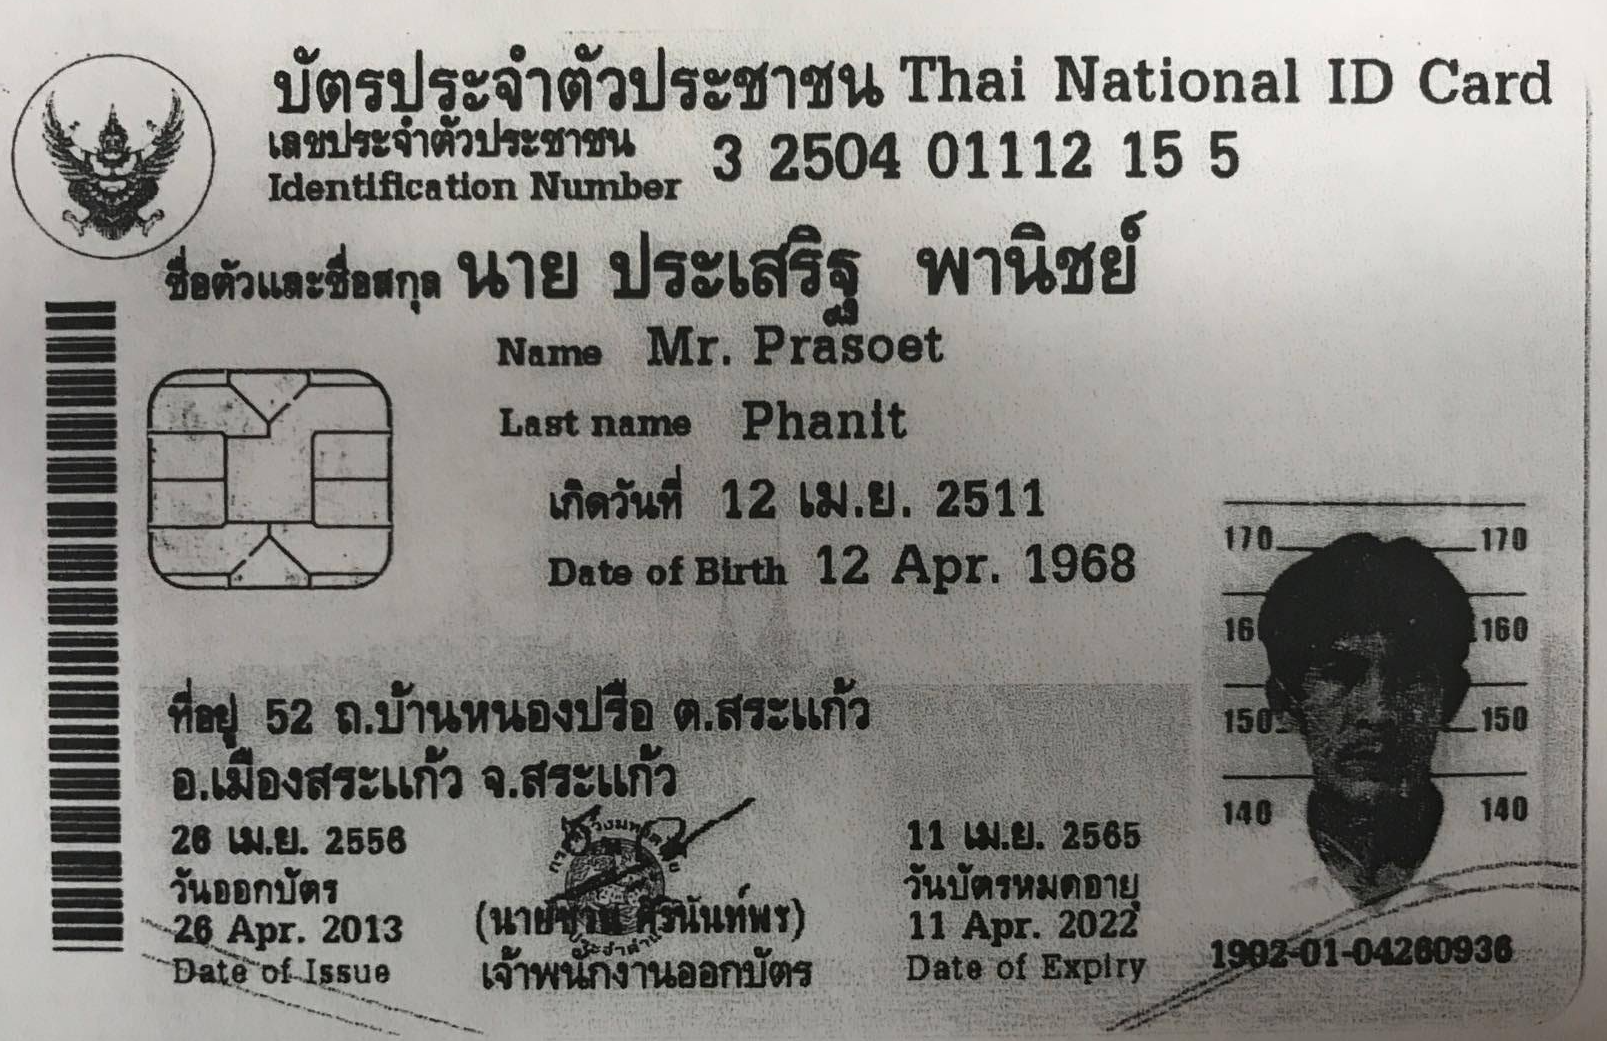 บัตรประจำตัวประชาชน Thai National ID Card
เลขประจำตัวประชาชน
Identification Number 3 2504 01112 15 5
ชื่อตัวและชื่อสกุล นาย ประเสริฐ พานิชย์
Name Mr. Prasoet
Last name Phanit
เกิดวันที่ 12 เม.ย. 2511
Date of Birth 12 Apr. 1968
170 170
160
150 150
140 140
ที่อยู่ 52 ถ.บ้านหนองปรือ ต.สระแก้ว
อ.เมืองสระแก้ว จ.สระแก้ว
26 เม.ย. 2556
วันออกบัตร
26 Apr. 2013
Date of Issue
ศิรินันท์พร)
เจ้าพนักงานออกบัตร
11 เม.ย. 2565
วันบัตรหมดอายุ
11 Apr. 2022
Date of Expiry
1902-01-04260936